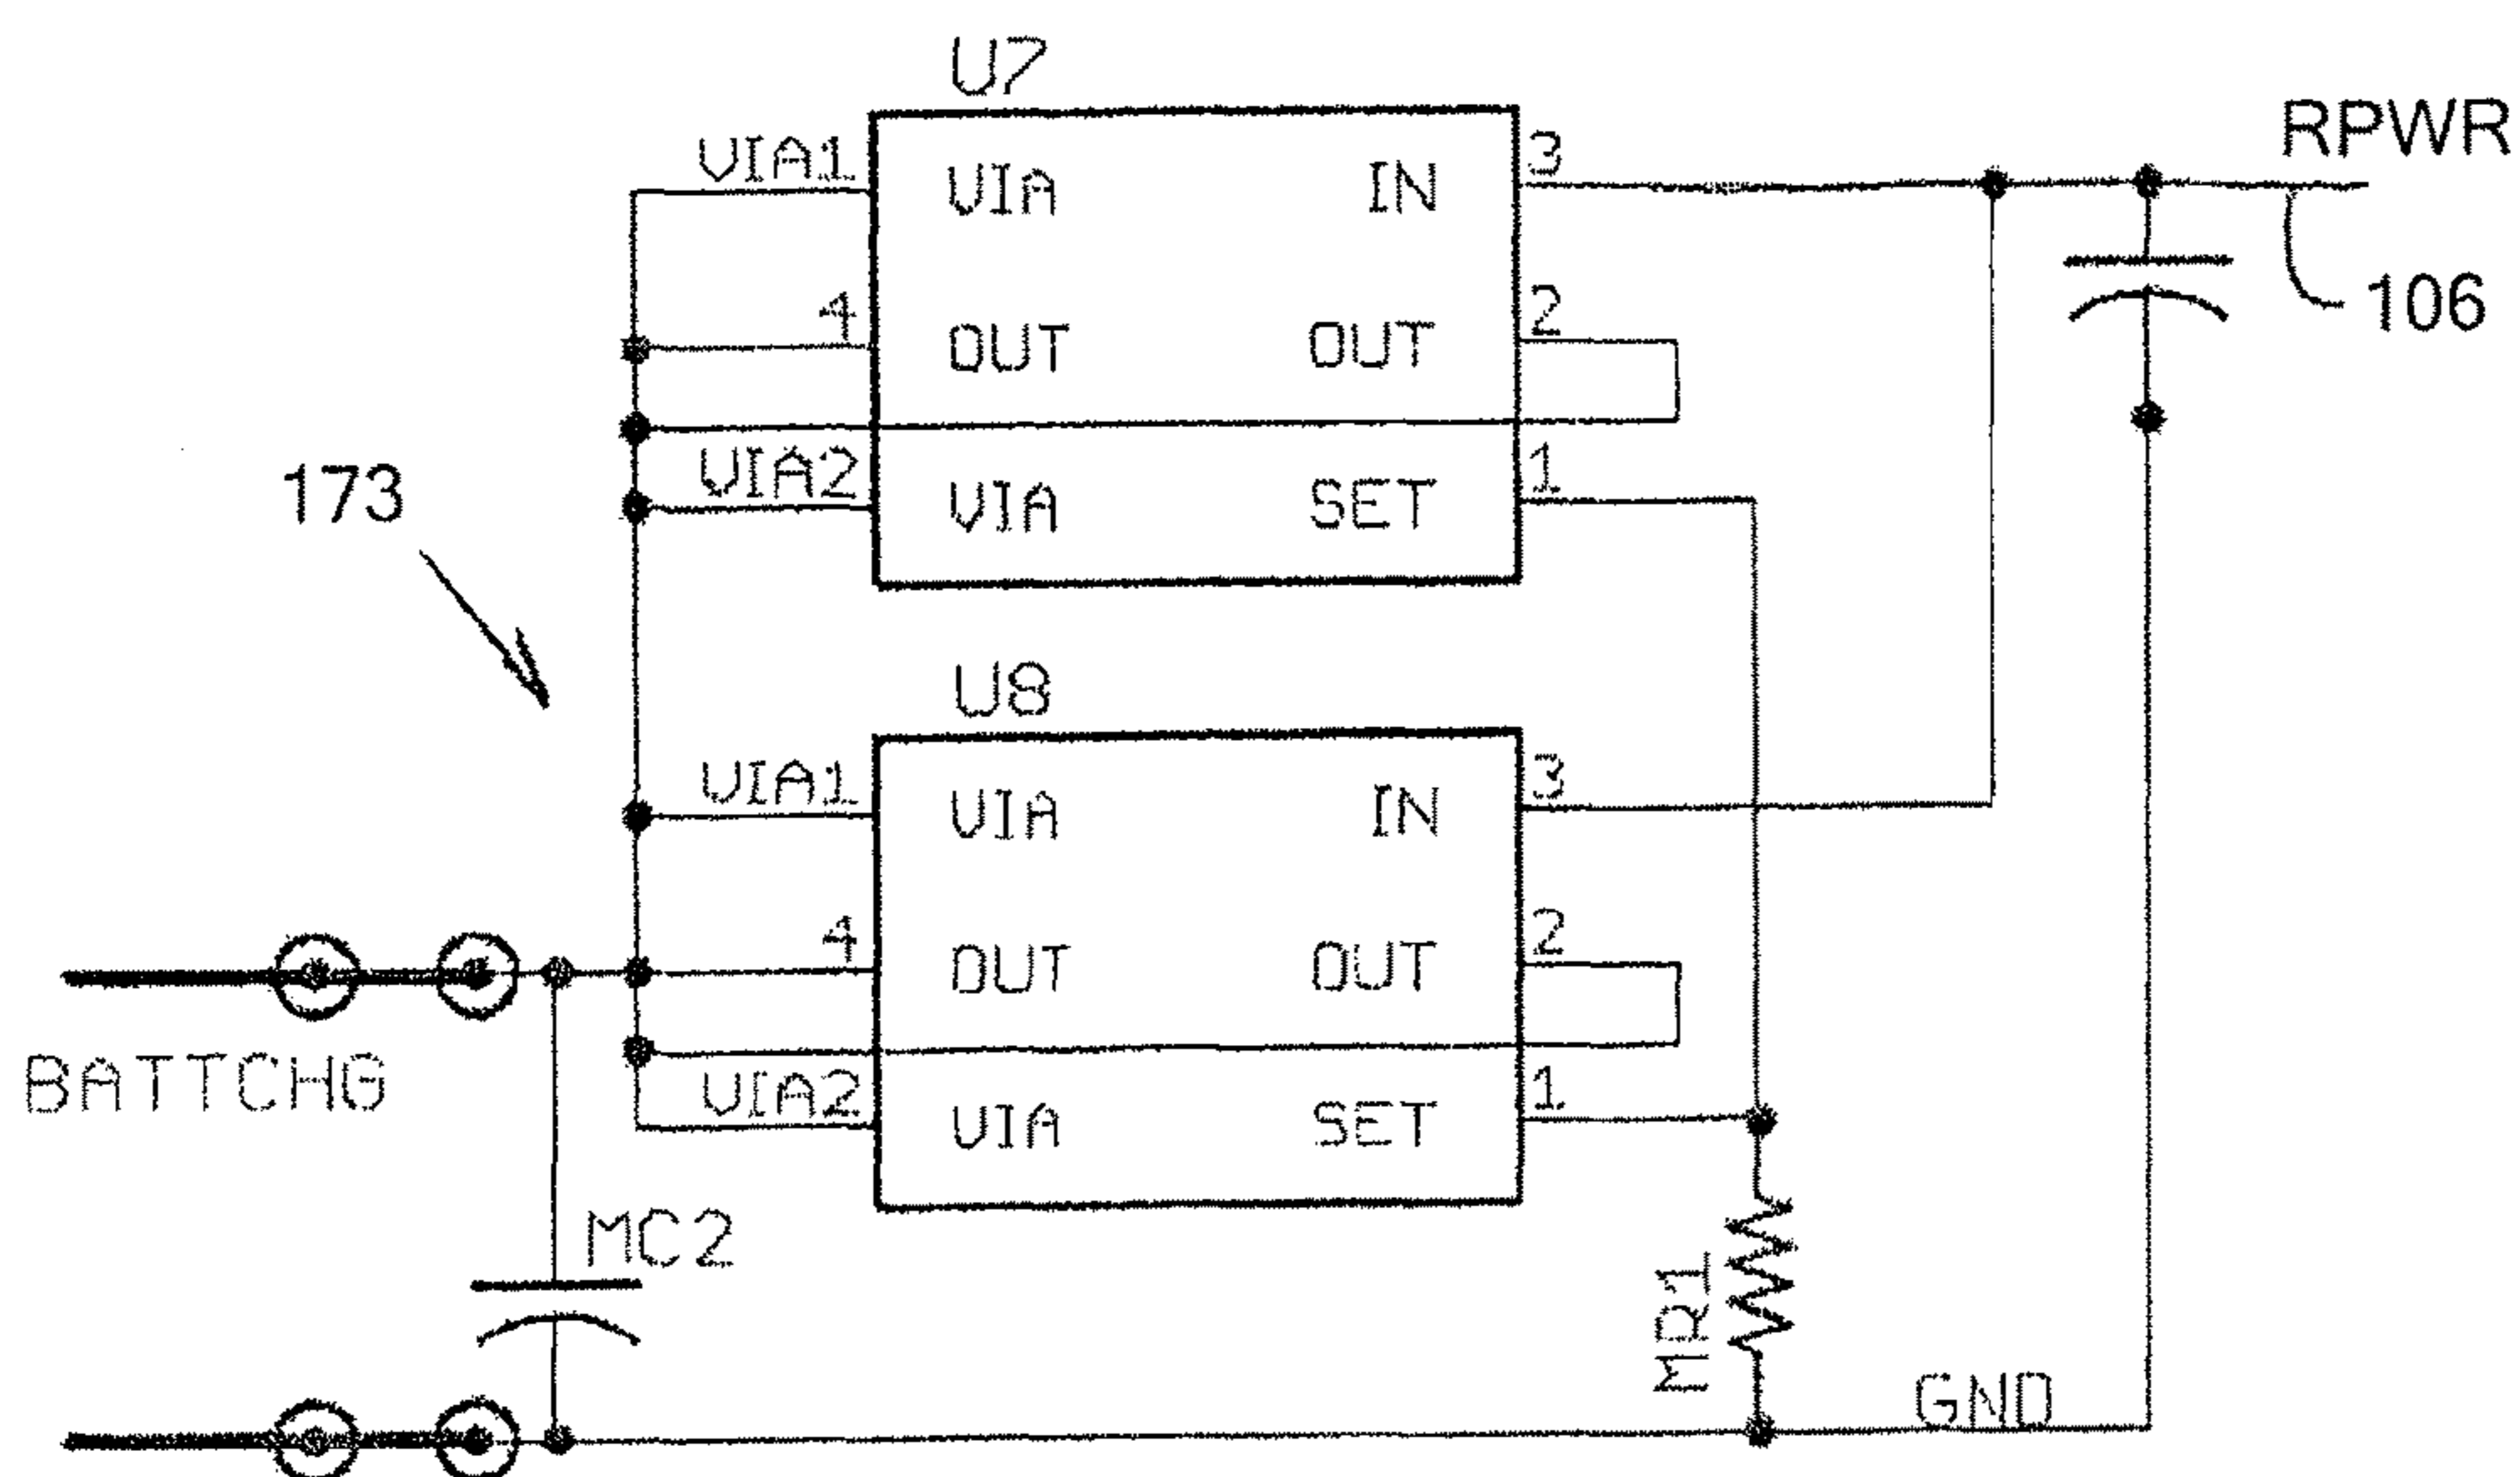 U7
RPWR
VIA1
VIA
IN
3
4
OUT
OUT
2
106
173
VIA2
VIA
SET
1
U8
VIA1
VIA
IN
3
4
OUT
OUT
2
BATTCHG
VIA2
VIA
SET
1
MC2
MR1
GND